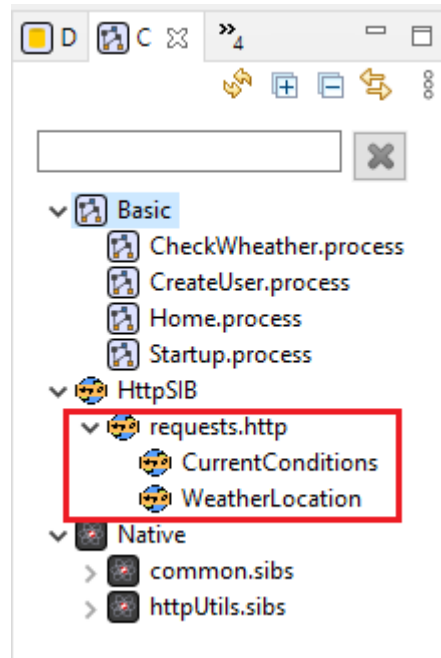 D C »4
Basic
CheckWheather.process
CreateUser.process
Home.process
Startup.process
HttpSIB
requests.http
CurrentConditions
WeatherLocation
Native
common.sibs
httpUtils.sibs